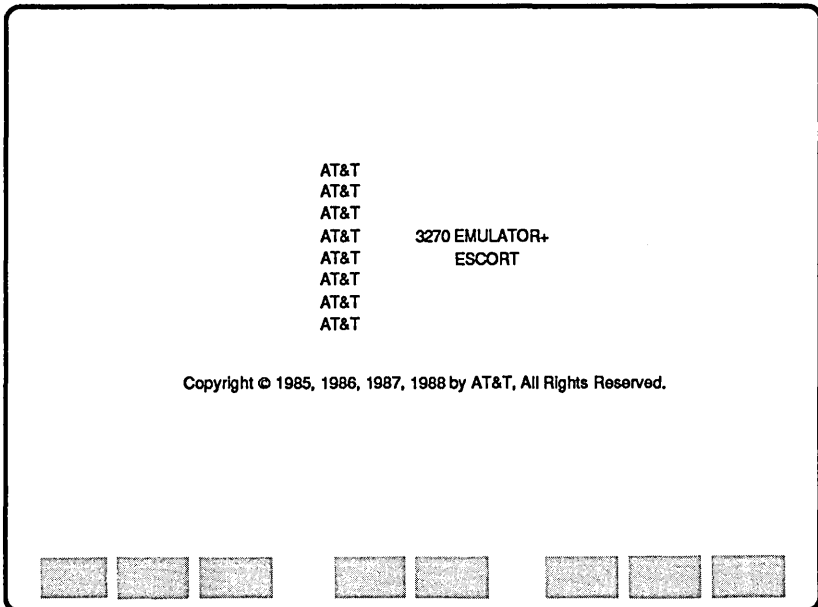 AT&T
AT&T
AT&T
AT&T 3270 EMULATOR+
AT&T ESCORT
AT&T
AT&T
AT&T
Copyright © 1985, 1986, 1987, 1988 by AT&T, All Rights Reserved.